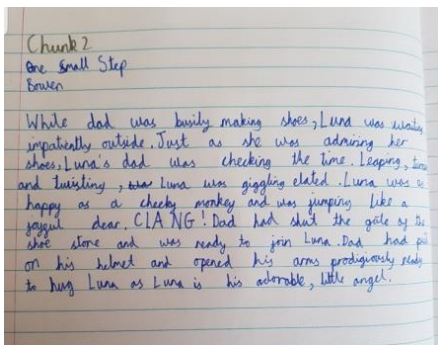 Chunk 2
One Small Step
Bowen
While dad was busily making shoes, Luna was waiting
impatiently outside. Just as she was admiring her
shoes, Luna's dad was checking the time. Leaping,
and twisting, Luna was giggling elated. Luna was as
happy as a cheeky monkey and was jumping like a
joyful dear. CLANG! Dad had shut the gate of the
shoe store and was ready to join Luna. Dad had put
on his helmet and opened his arms prodigiously ready
to hug Luna as Luna is his adorable, little angel.